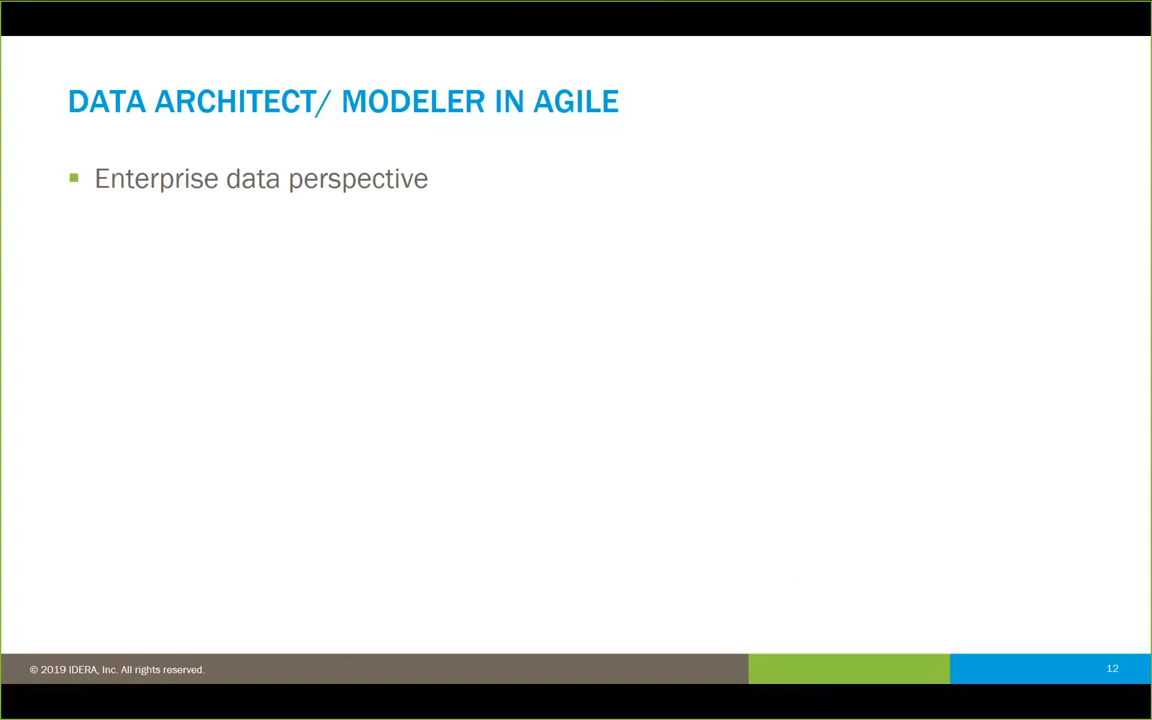 DATA ARCHITECT/ MODELER IN AGILE
Enterprise data perspective
© 2019 IDERA, Inc. All rights reserved.
12